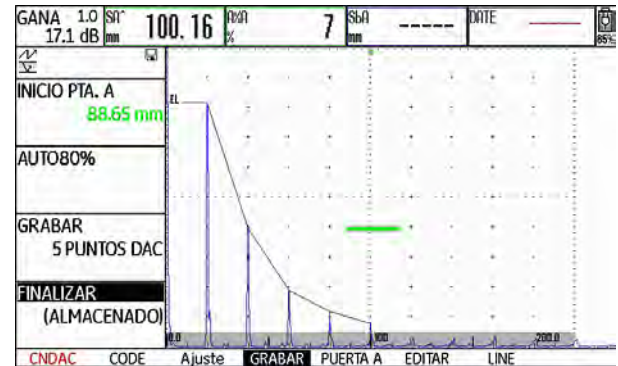 GANA 1.0
17.1 dB
SA^
mm
100.16
A%A
%
7
SbA
mm
-----
DATE
85%
INICIO PTA. A
88.65 mm
AUTO80%
GRABAR
5 PUNTOS DAC
FINALIZAR
(ALMACENADO)
EL
0.0
100
200.0
CNDAC CODE Ajuste GRABAR PUERTA A EDITAR LINE